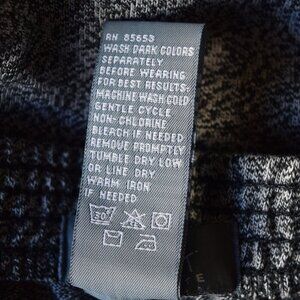 RN 85653
WASH DARK COLORS
SEPARATELY
BEFORE WEARING
FOR BEST RESULTS:
MACHINE WASH COLD
GENTLE CYCLE
NON-CHLORINE
BLEACH IF NEEDED
REMOVE PROMPTLY
TUMBLE DRY LOW
OR LINE DRY
WARM IRON
NEEDED